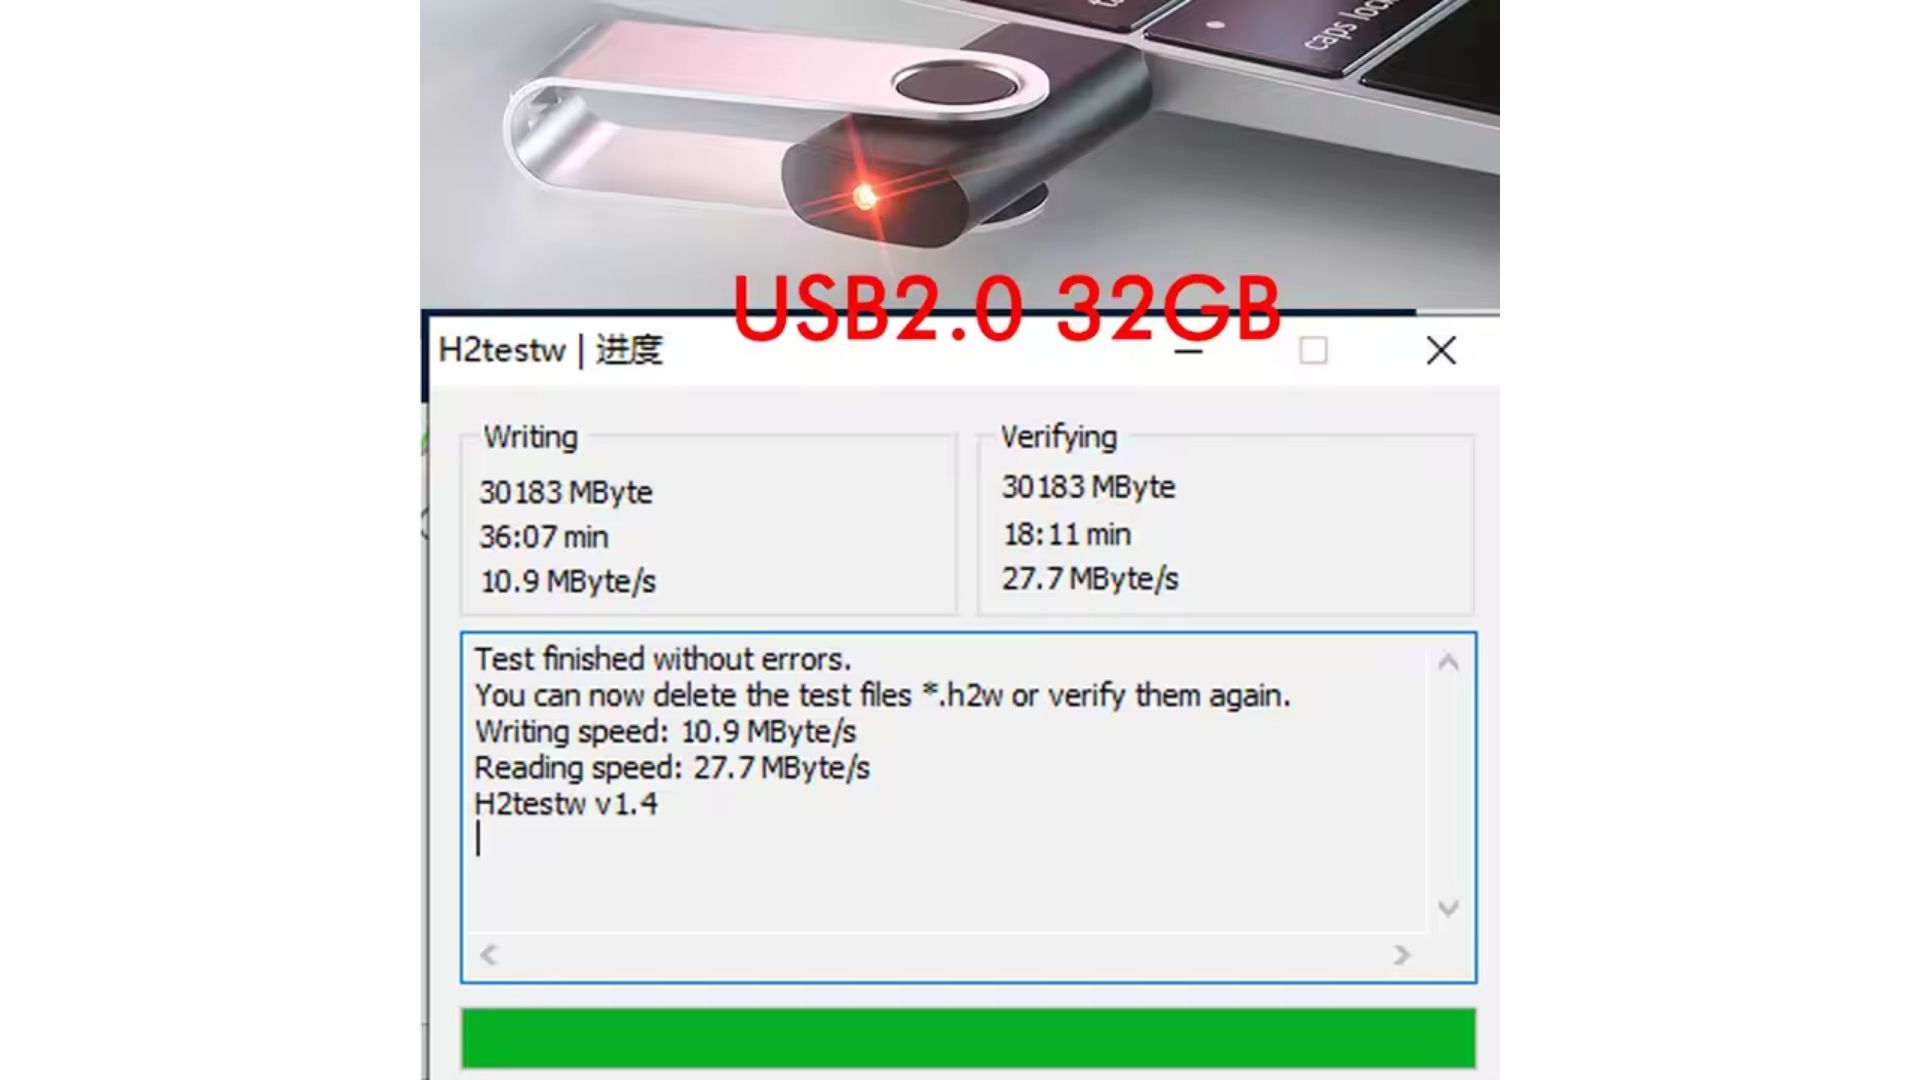 caps lock
USB2.0 32GB
H2testw | 进度
Writing
30183 MByte
36:07 min
10.9 MByte/s
Verifying
30183 MByte
18:11 min
27.7 MByte/s
Test finished without errors.
You can now delete the test files *.h2w or verify them again.
Writing speed: 10.9 MByte/s
Reading speed: 27.7 MByte/s
H2testw v1.4